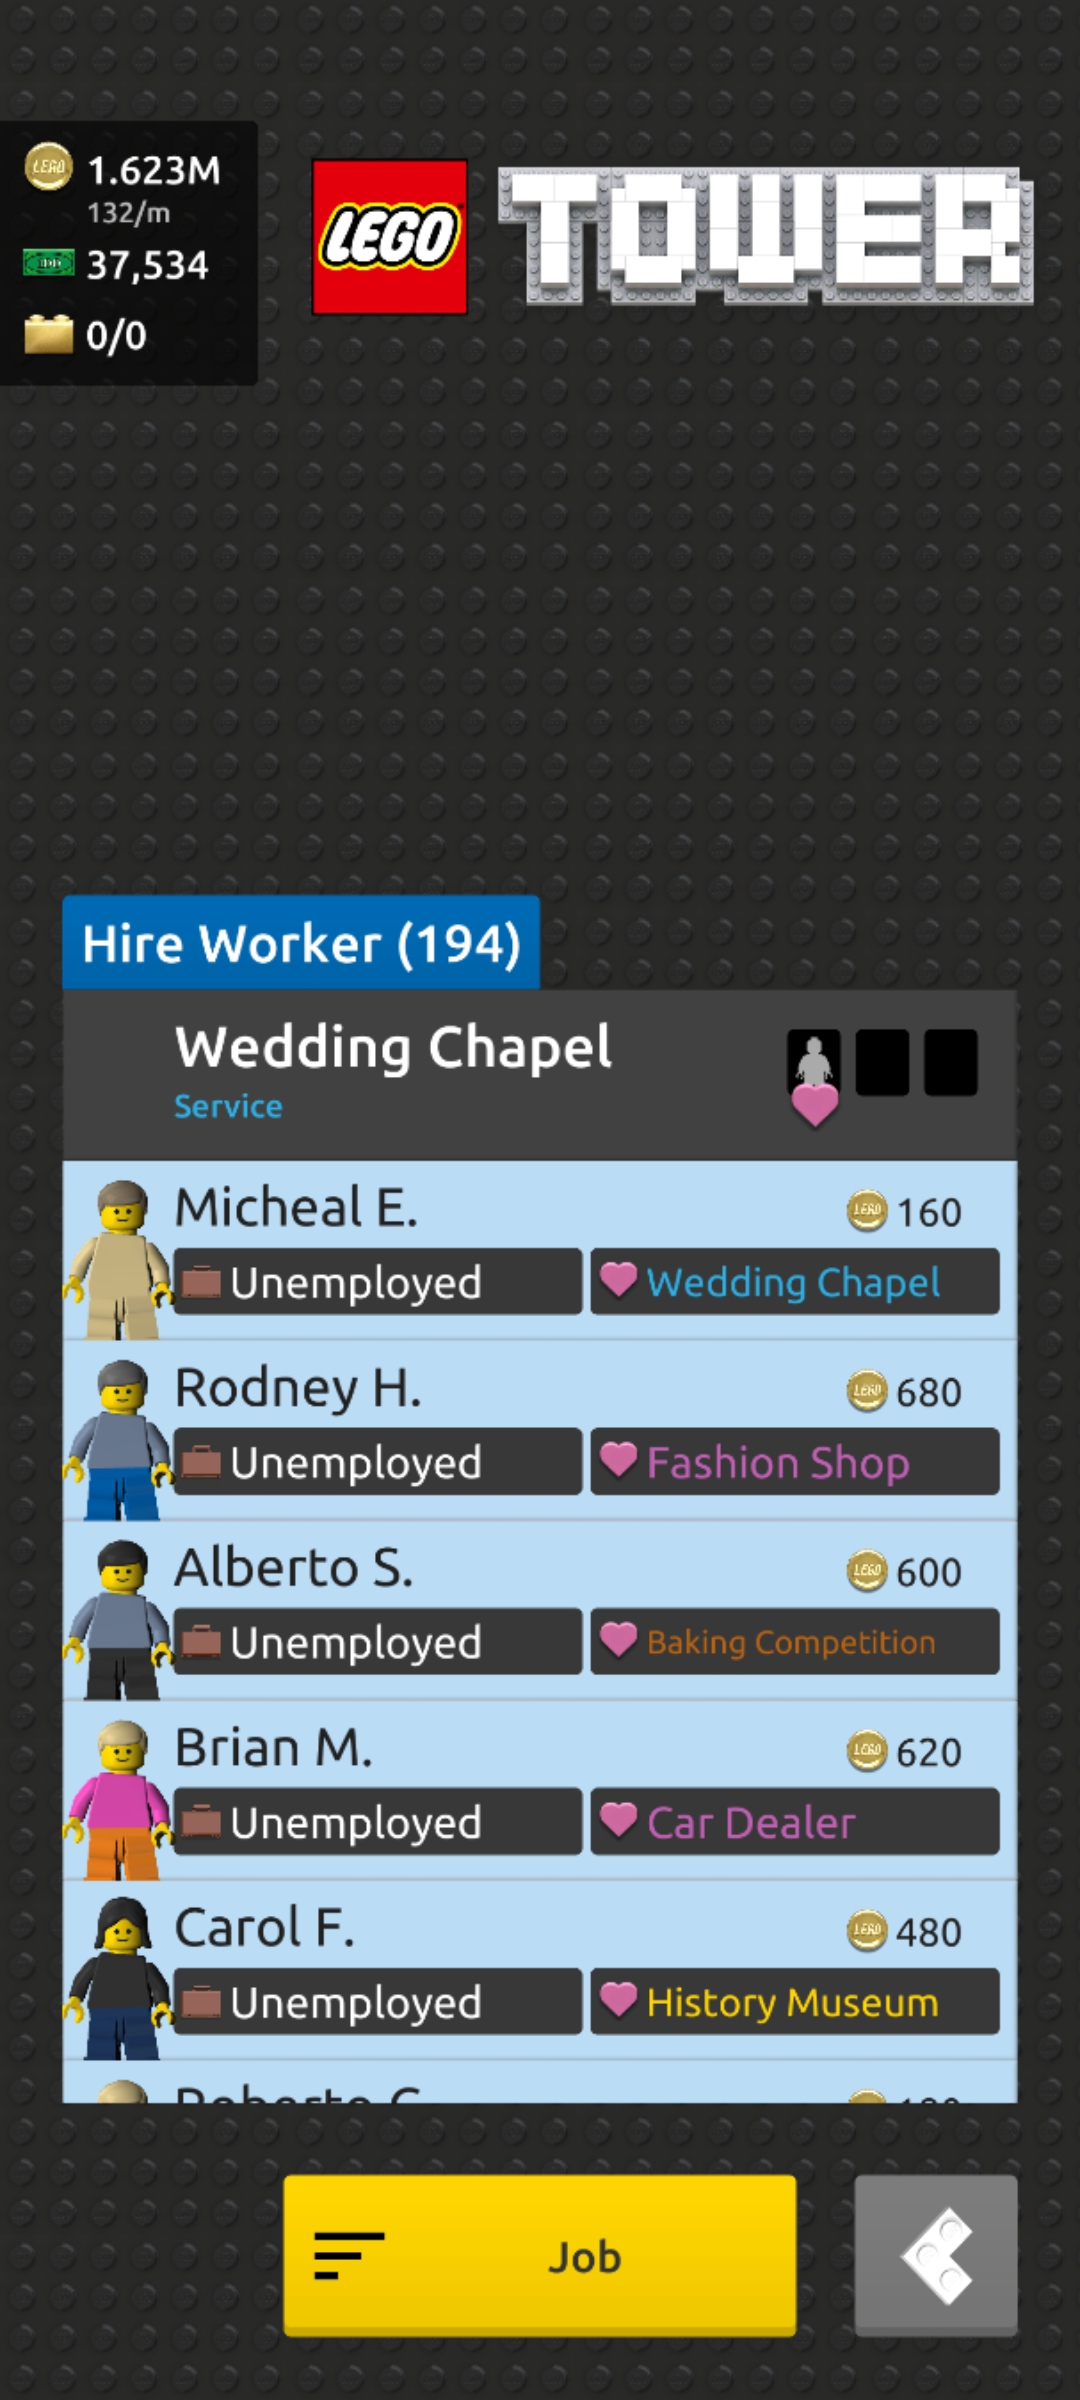 1.623M
132/m
37,534
0/0
LEGO
TOWER
Hire Worker (194)
Wedding Chapel
Service
Micheal E.
160
Unemployed
Wedding Chapel
Rodney H.
680
Unemployed
Fashion Shop
Alberto S.
600
Unemployed
Baking Competition
Brian M.
620
Unemployed
Car Dealer
Carol F.
480
Unemployed
History Museum
Job